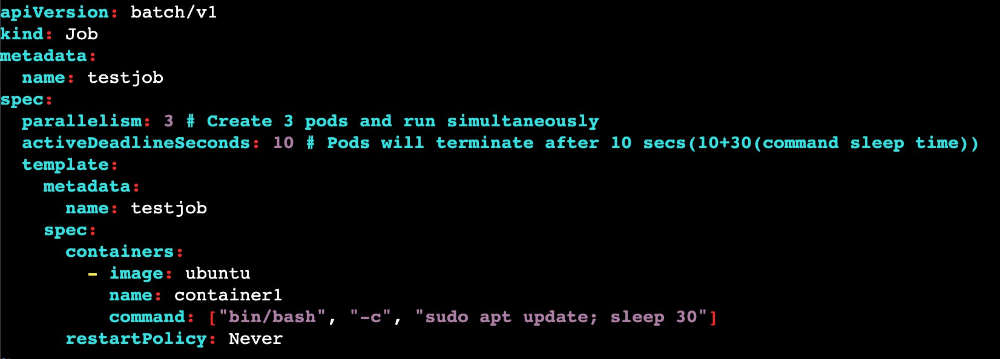 apiVersion: batch/v1
kind: Job
metadata:
  name: testjob
spec:
  parallelism: 3 # Create 3 pods and run simultaneously
  activeDeadlineSeconds: 10 # Pods will terminate after 10 secs(10+30(command sleep time))
  template:
    metadata:
      name: testjob
    spec:
      containers:
        - image: ubuntu
          name: container1
          command: ["bin/bash", "-c", "sudo apt update; sleep 30"]
      restartPolicy: Never